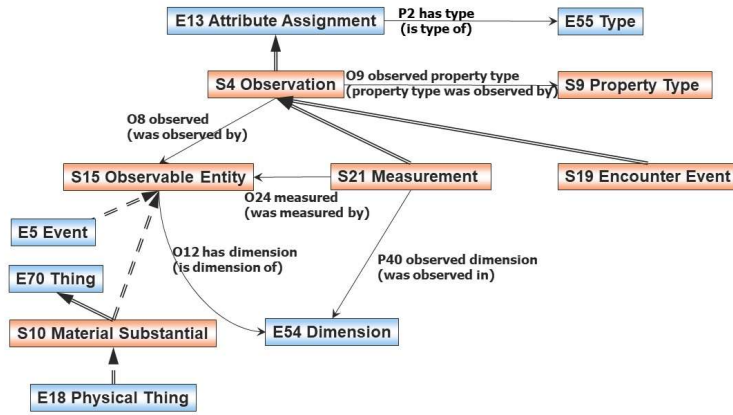 E13 Attribute Assignment
P2 has type
(is type of)
E55 Type
S4 Observation
O9 observed property type
(property type was observed by)
S9 Property Type
O8 observed
(was observed by)
S15 Observable Entity
S21 Measurement
S19 Encounter Event
O24 measured
(was measured by)
E5 Event
O12 has dimension
(is dimension of)
P40 observed dimension
(was observed in)
E70 Thing
S10 Material Substantial
E54 Dimension
E18 Physical Thing